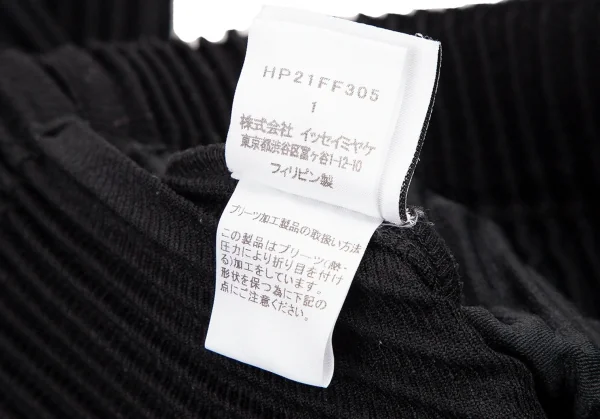 HP21FF305
1
株式会社 イッセイミヤケ
東京都渋谷区富ヶ谷1-12-10
フィリピン製
プリーツ加工製品の取扱い方法
この製品はプリーツ(熱・
圧力により折り目を付け
る)加工をしています。
形状を保つ為に下記の
点にご注意ください。